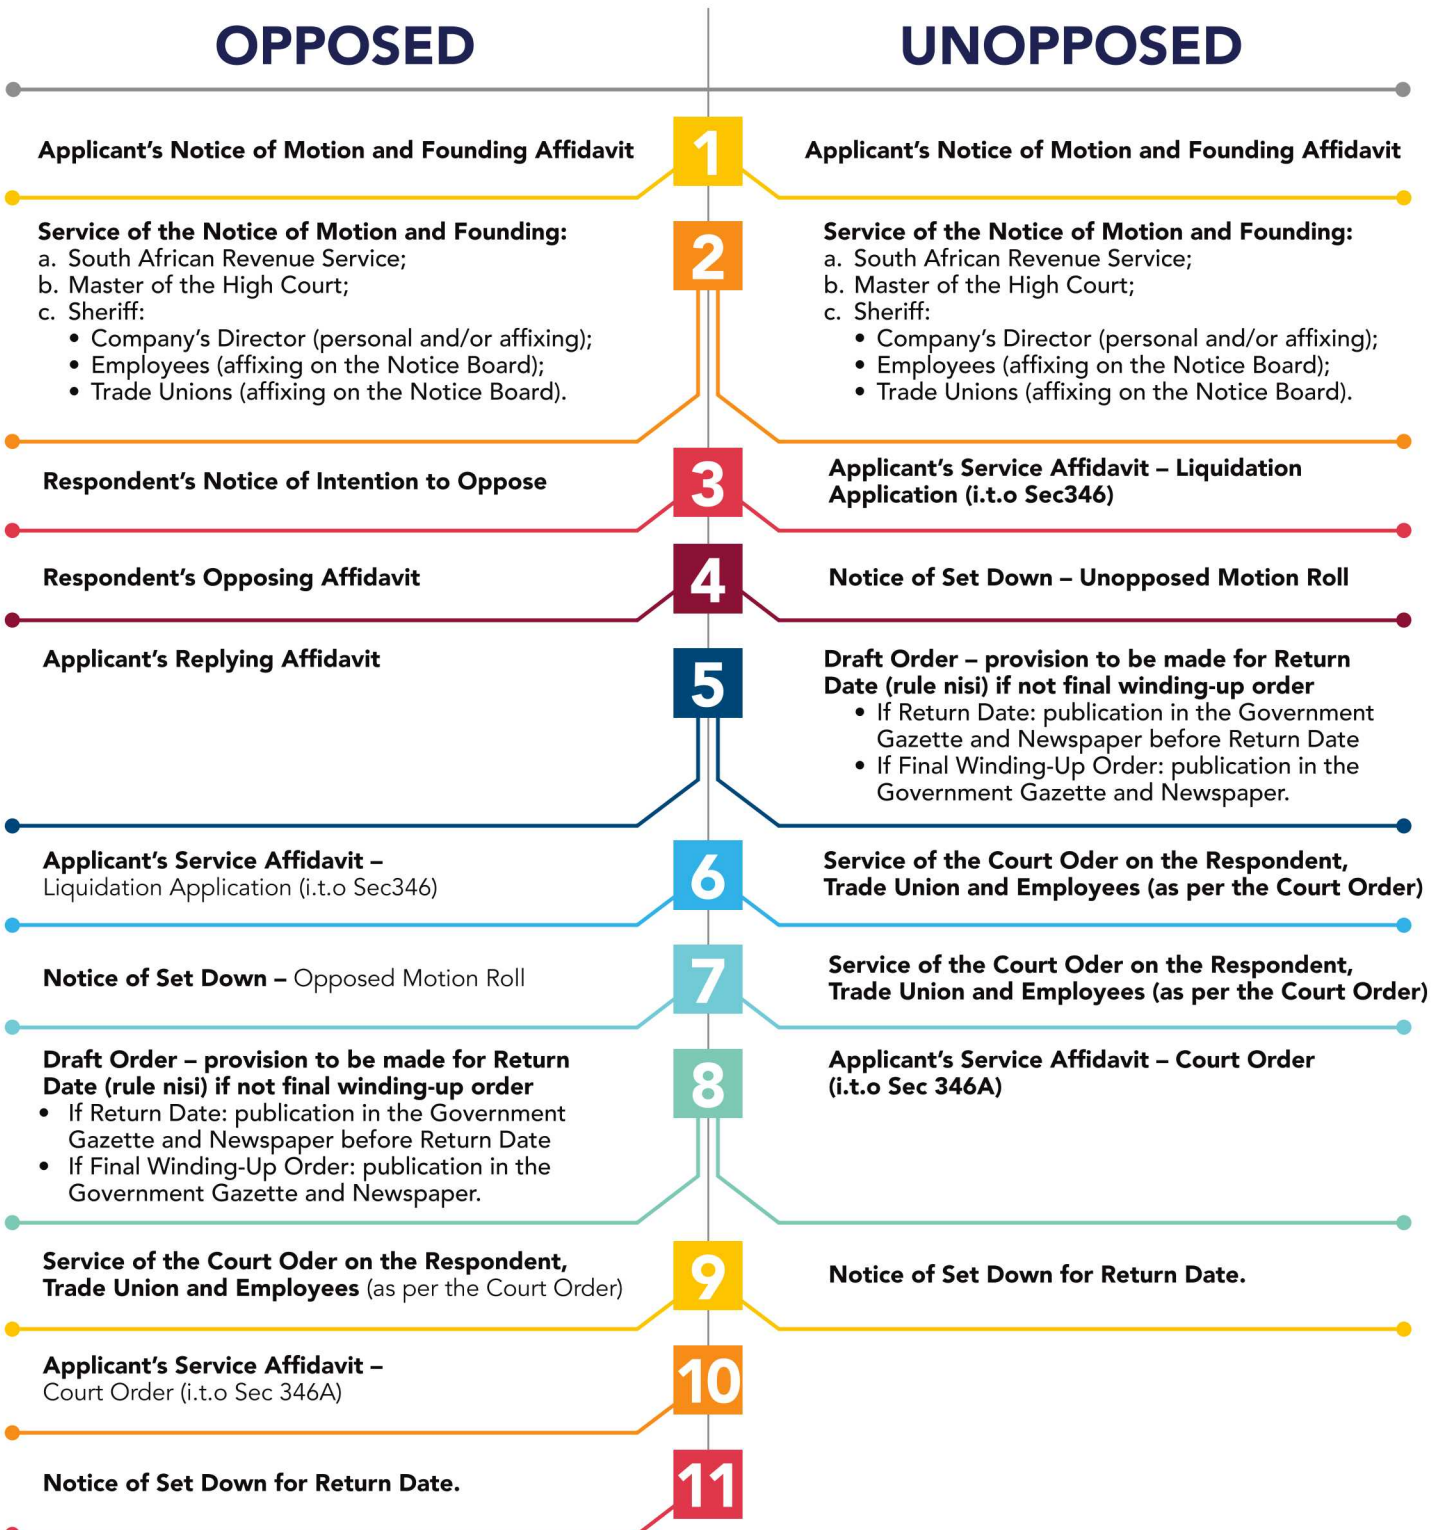 OPPOSED
UNOPPOSED
Applicant’s Notice of Motion and Founding Affidavit
1
Applicant’s Notice of Motion and Founding Affidavit
Service of the Notice of Motion and Founding:
a. South African Revenue Service;
b. Master of the High Court;
c. Sheriff:
• Company’s Director (personal and/or affixing);
• Employees (affixing on the Notice Board);
• Trade Unions (affixing on the Notice Board).
2
Service of the Notice of Motion and Founding:
a. South African Revenue Service;
b. Master of the High Court;
c. Sheriff:
• Company’s Director (personal and/or affixing);
• Employees (affixing on the Notice Board);
• Trade Unions (affixing on the Notice Board).
Respondent’s Notice of Intention to Oppose
3
Applicant’s Service Affidavit – Liquidation
Application (i.t.o Sec346)
Respondent’s Opposing Affidavit
4
Notice of Set Down – Unopposed Motion Roll
Applicant’s Replying Affidavit
5
Draft Order – provision to be made for Return
Date (rule nisi) if not final winding-up order
• If Return Date: publication in the Government
Gazette and Newspaper before Return Date
• If Final Winding-Up Order: publication in the
Government Gazette and Newspaper.
Applicant’s Service Affidavit –
Liquidation Application (i.t.o Sec346)
6
Service of the Court Oder on the Respondent,
Trade Union and Employees (as per the Court Order)
Notice of Set Down – Opposed Motion Roll
7
Service of the Court Oder on the Respondent,
Trade Union and Employees (as per the Court Order)
Draft Order – provision to be made for Return
Date (rule nisi) if not final winding-up order
• If Return Date: publication in the Government
Gazette and Newspaper before Return Date
• If Final Winding-Up Order: publication in the
Government Gazette and Newspaper.
8
Applicant’s Service Affidavit – Court Order
(i.t.o Sec 346A)
Service of the Court Oder on the Respondent,
Trade Union and Employees (as per the Court Order)
9
Notice of Set Down for Return Date.
Applicant’s Service Affidavit –
Court Order (i.t.o Sec 346A)
10
Notice of Set Down for Return Date.
11